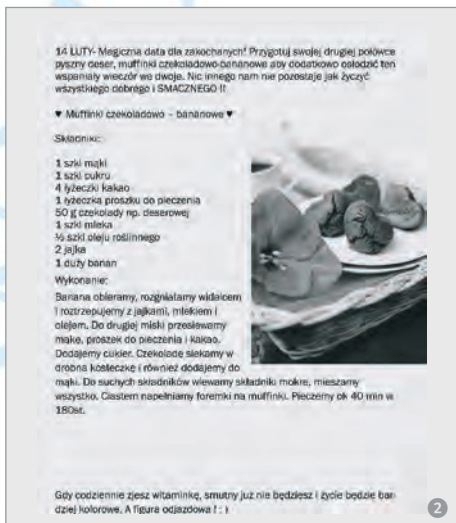 14 LUTY- Magiczna data dla zakochanych! Przygotuj swojej drugiej połówce
pyszny deser, muffinki czekoladowo-bananowe aby dodatkowo osłodzić ten
wspaniały wieczór we dwoje. Nic innego nam nie pozostaje jak życzyć
wszystkiego dobrego i SMACZNEGO !!
♥ Muffinki czekoladowo – bananowe ♥
Składniki:
1 szkl mąki
1 szkl cukru
4 łyżeczki kakao
1 łyżeczka proszku do pieczenia
50 g czekolady np. deserowej
1 szkl mleka
½ szkl oleju roślinnego
2 jajka
1 duży banan
Wykonanie:
Banana obieramy, rozgniatamy widelcem
i roztrzepujemy z jajkami, mlekiem i
olejem. Do drugiej miski przesiewamy
mąkę, proszek do pieczenia i kakao.
Dodajemy cukier. Czekoladę siekamy w
drobną kosteczkę i również dodajemy do
mąki. Do suchych składników wlewamy składniki mokre, mieszamy
wszystko. Ciastem napełniamy foremki na muffinki. Pieczemy ok 40 min w
180st.
Gdy codziennie zjesz witaminkę, smutny już nie będziesz i życie będzie bar
dziej kolorowe. A figura odjazdowa ! : )
2